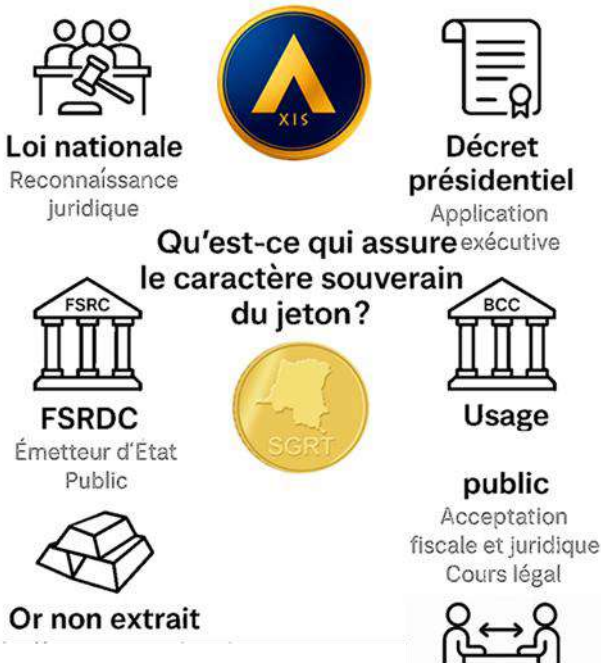 XIS
Loi nationale
Reconnaissance
juridique
Décret
présidentiel
Application
exécutive
Qu'est-ce qui assure
le caractère souverain
du jeton?
FSRC
FSRDC
Émetteur d'Etat
Public
SGRT
BCC
Usage
public
Acceptation
fiscale et juridique
Cours légal
Or non extrait